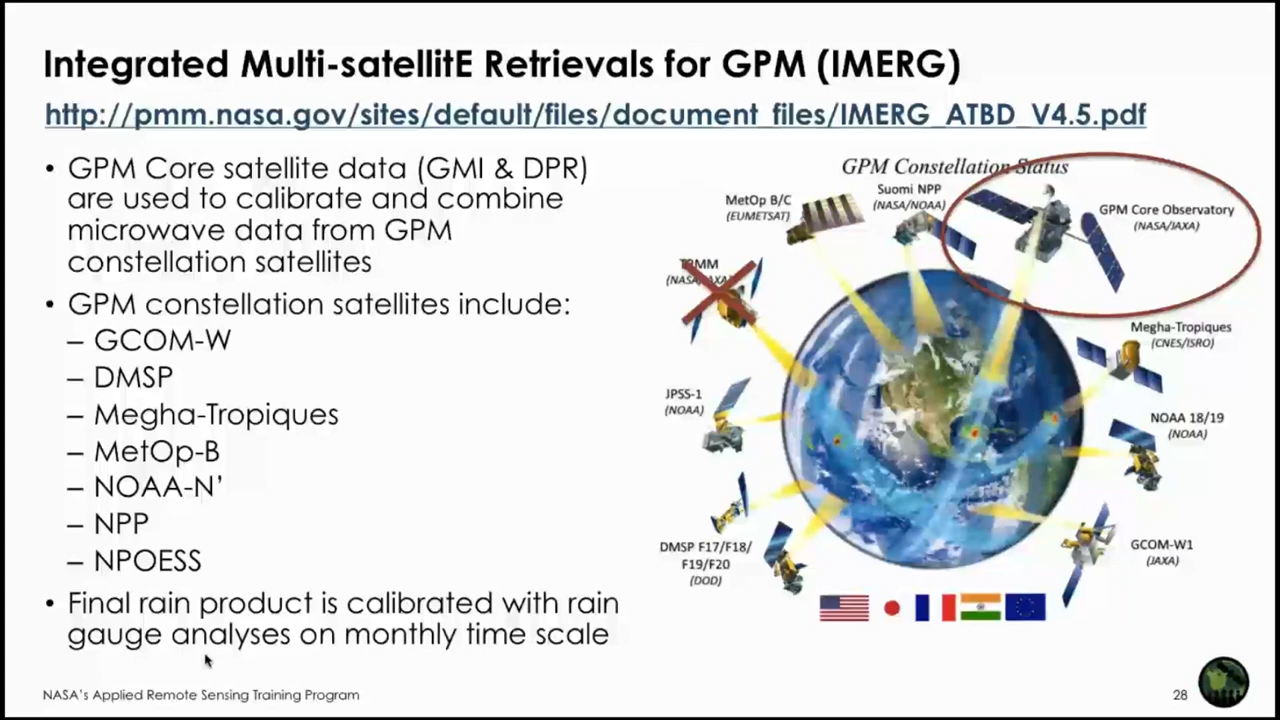 Integrated Multi-satellitE Retrievals for GPM (IMERG)
http://pmm.nasa.gov/sites/default/files/document_files/IMERG_ATBD_V4.5.pdf
• GPM Core satellite data (GMI & DPR)
are used to calibrate and combine
microwave data from GPM
constellation satellites
• GPM constellation satellites include:
– GCOM-W
– DMSP
– Megha-Tropiques
– MetOp-B
– NOAA-N’
– NPP
– NPOESS
• Final rain product is calibrated with rain
gauge analyses on monthly time scale
GPM Constellation Status
MetOp B/C
(EUMETSAT)
Suomi NPP
(NASA/NOAA)
GPM Core Observatory
(NASA/JAXA)
TRMM
(NASA/JAXA)
Megha-Tropiques
(CNES/ISRO)
JPSS-1
(NOAA)
NOAA 18/19
(NOAA)
DMSP F17/F18/
F19/F20
(DOD)
GCOM-W1
(JAXA)
NASA’s Applied Remote Sensing Training Program
28